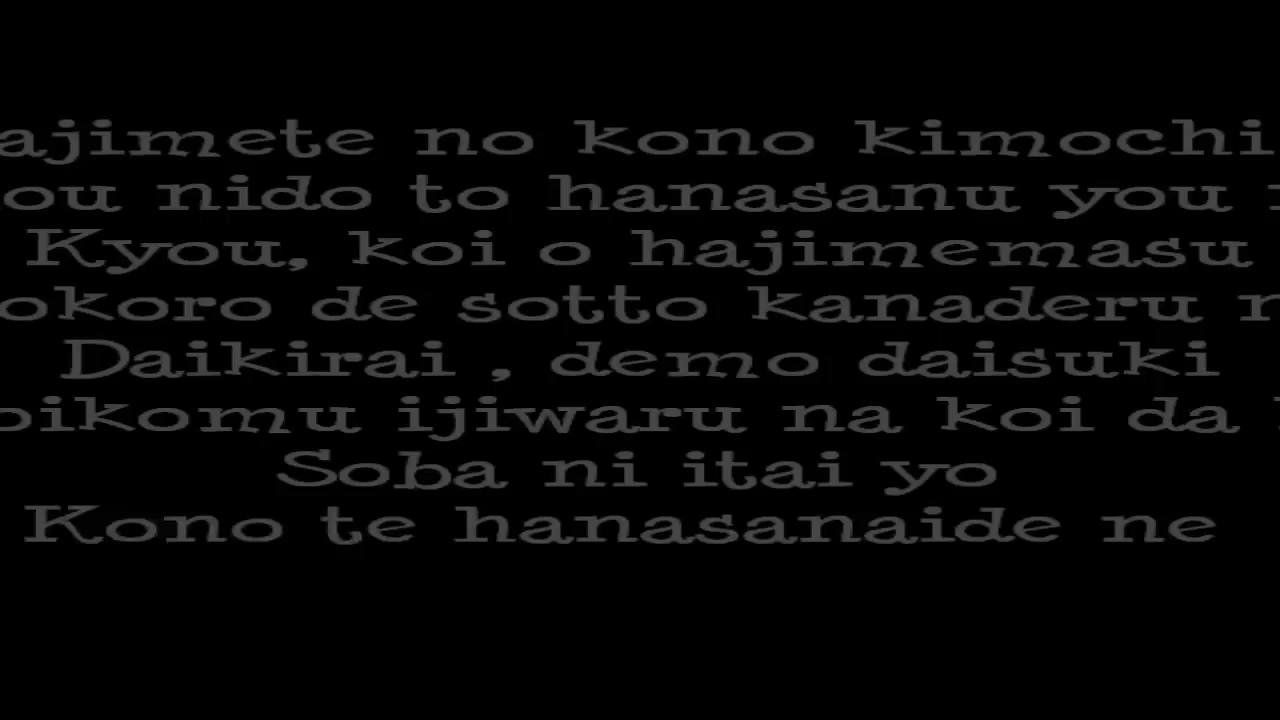 ajimete no kono kimochi
ou nido to hanasanu you
Kyou, koi o hajimemasu
okoro de sotto kanaderu
Daikirai , demo daisuki
oikomu ijiwaru na koi da
Soba ni itai yo
Kono te hanasanaide ne